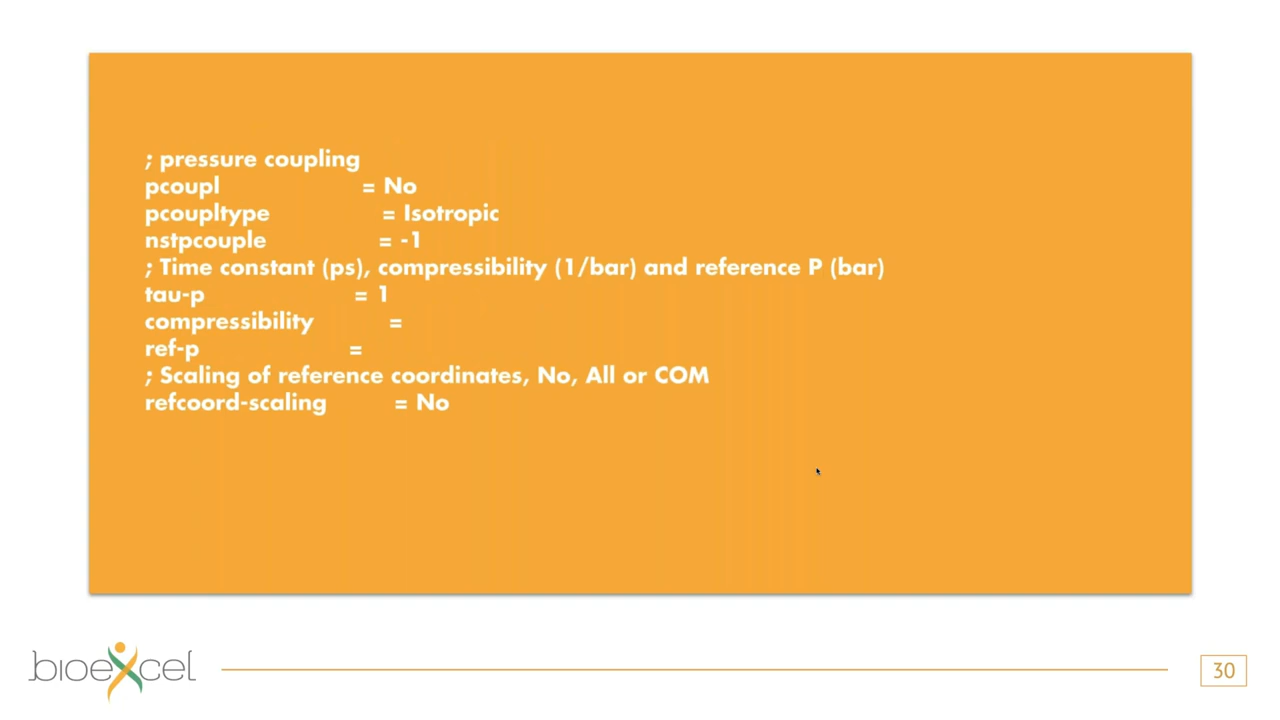 ; pressure coupling
pcoupl = No
pcoupltype = Isotropic
nstpcouple = -1
; Time constant (ps), compressibility (1/bar) and reference P (bar)
tau-p = 1
compressibility =
ref-p =
; Scaling of reference coordinates, No, All or COM
refcoord-scaling = No
bioexcel
30